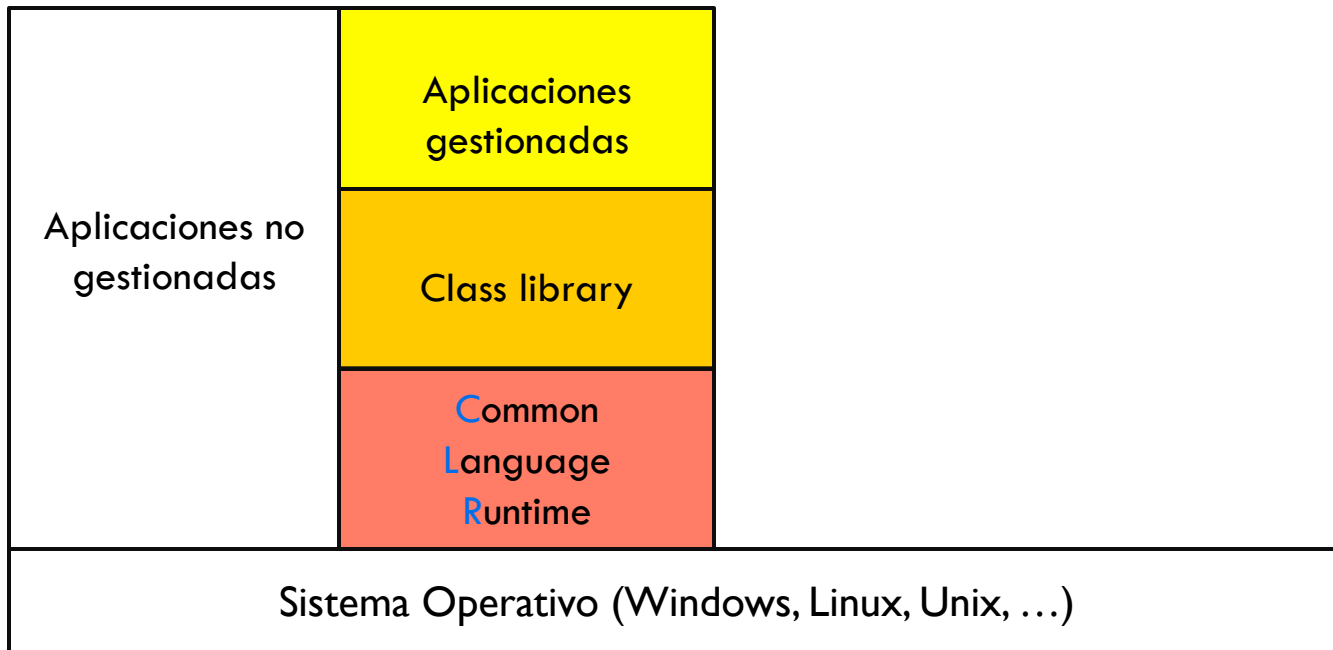 Aplicaciones no
gestionadas
Aplicaciones
gestionadas
Class library
Common
Language
Runtime
Sistema Operativo (Windows, Linux, Unix, …)